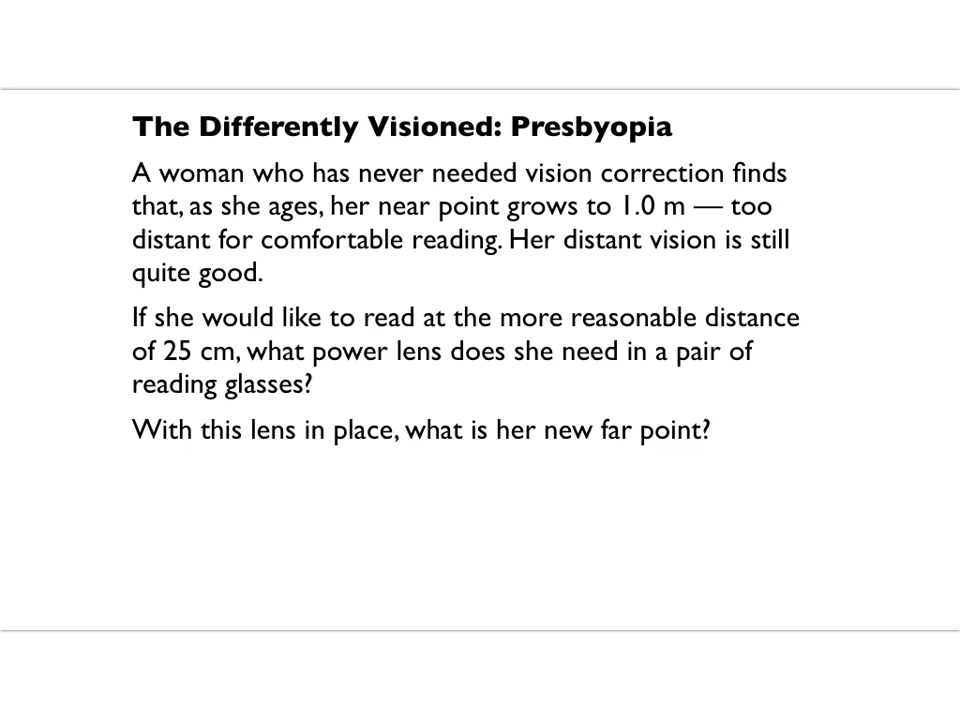 The Differently Visioned: Presbyopia
A woman who has never needed vision correction finds
that, as she ages, her near point grows to 1.0 m — too
distant for comfortable reading. Her distant vision is still
quite good.
If she would like to read at the more reasonable distance
of 25 cm, what power lens does she need in a pair of
reading glasses?
With this lens in place, what is her new far point?